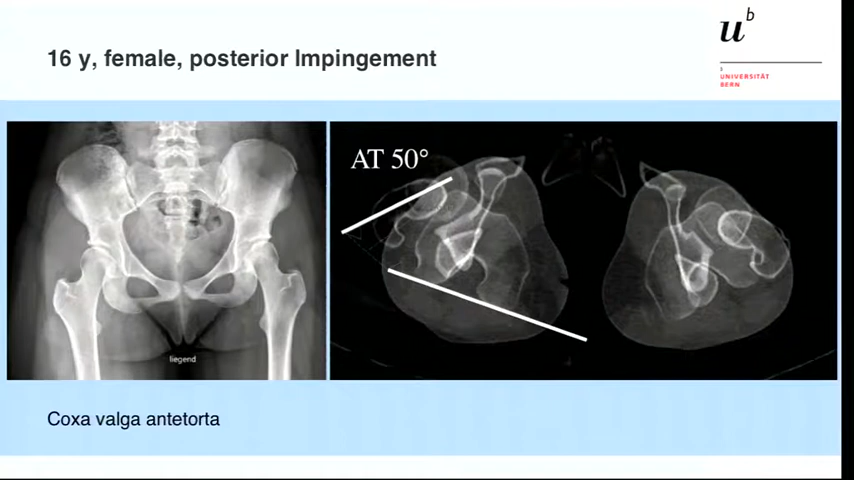 16 y, female, posterior Impingement
u b
UNIVERSITÄT
BERN
AT 50°
liegend
Coxa valga antetorta